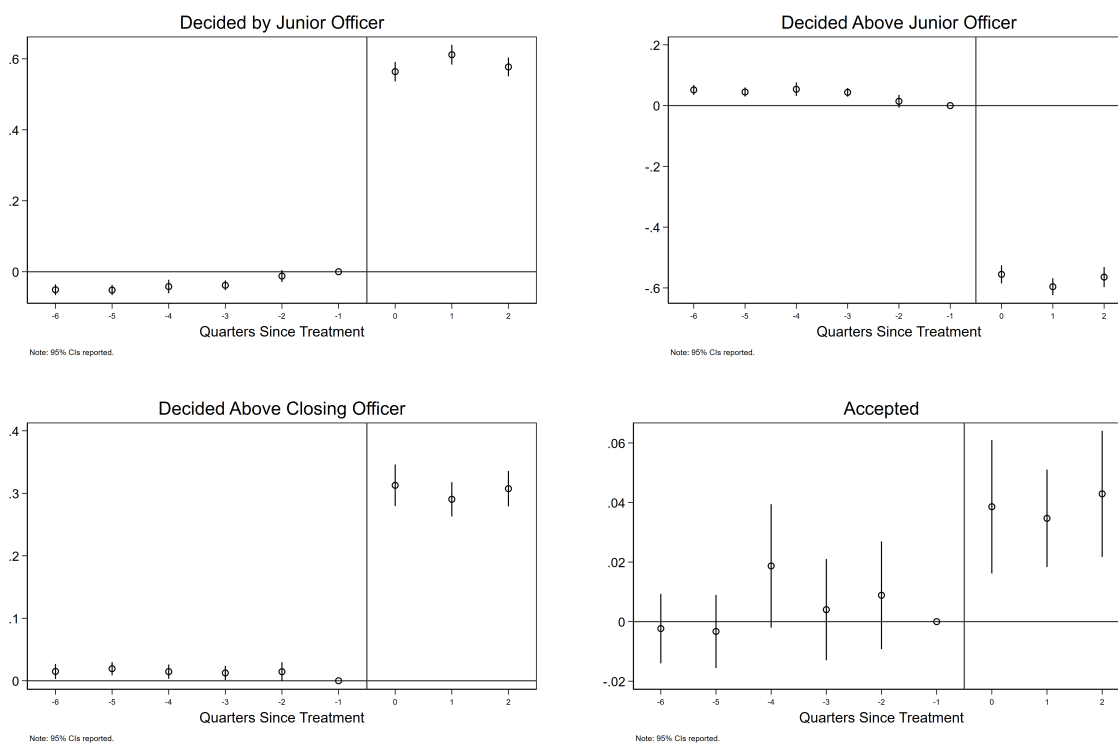 Decided by Junior Officer
.6
.4
.2
0
-6 -5 -4 -3 -2 -1 0 1 2
Quarters Since Treatment
Note: 95% CIs reported.
Decided Above Junior Officer
.2
0
-.2
-.4
-.6
-6 -5 -4 -3 -2 -1 0 1 2
Quarters Since Treatment
Note: 95% CIs reported.
Decided Above Closing Officer
.4
.3
.2
.1
0
-6 -5 -4 -3 -2 -1 0 1 2
Quarters Since Treatment
Note: 95% CIs reported.
Accepted
.06
.04
.02
0
-.02
-6 -5 -4 -3 -2 -1 0 1 2
Quarters Since Treatment
Note: 95% CIs reported.